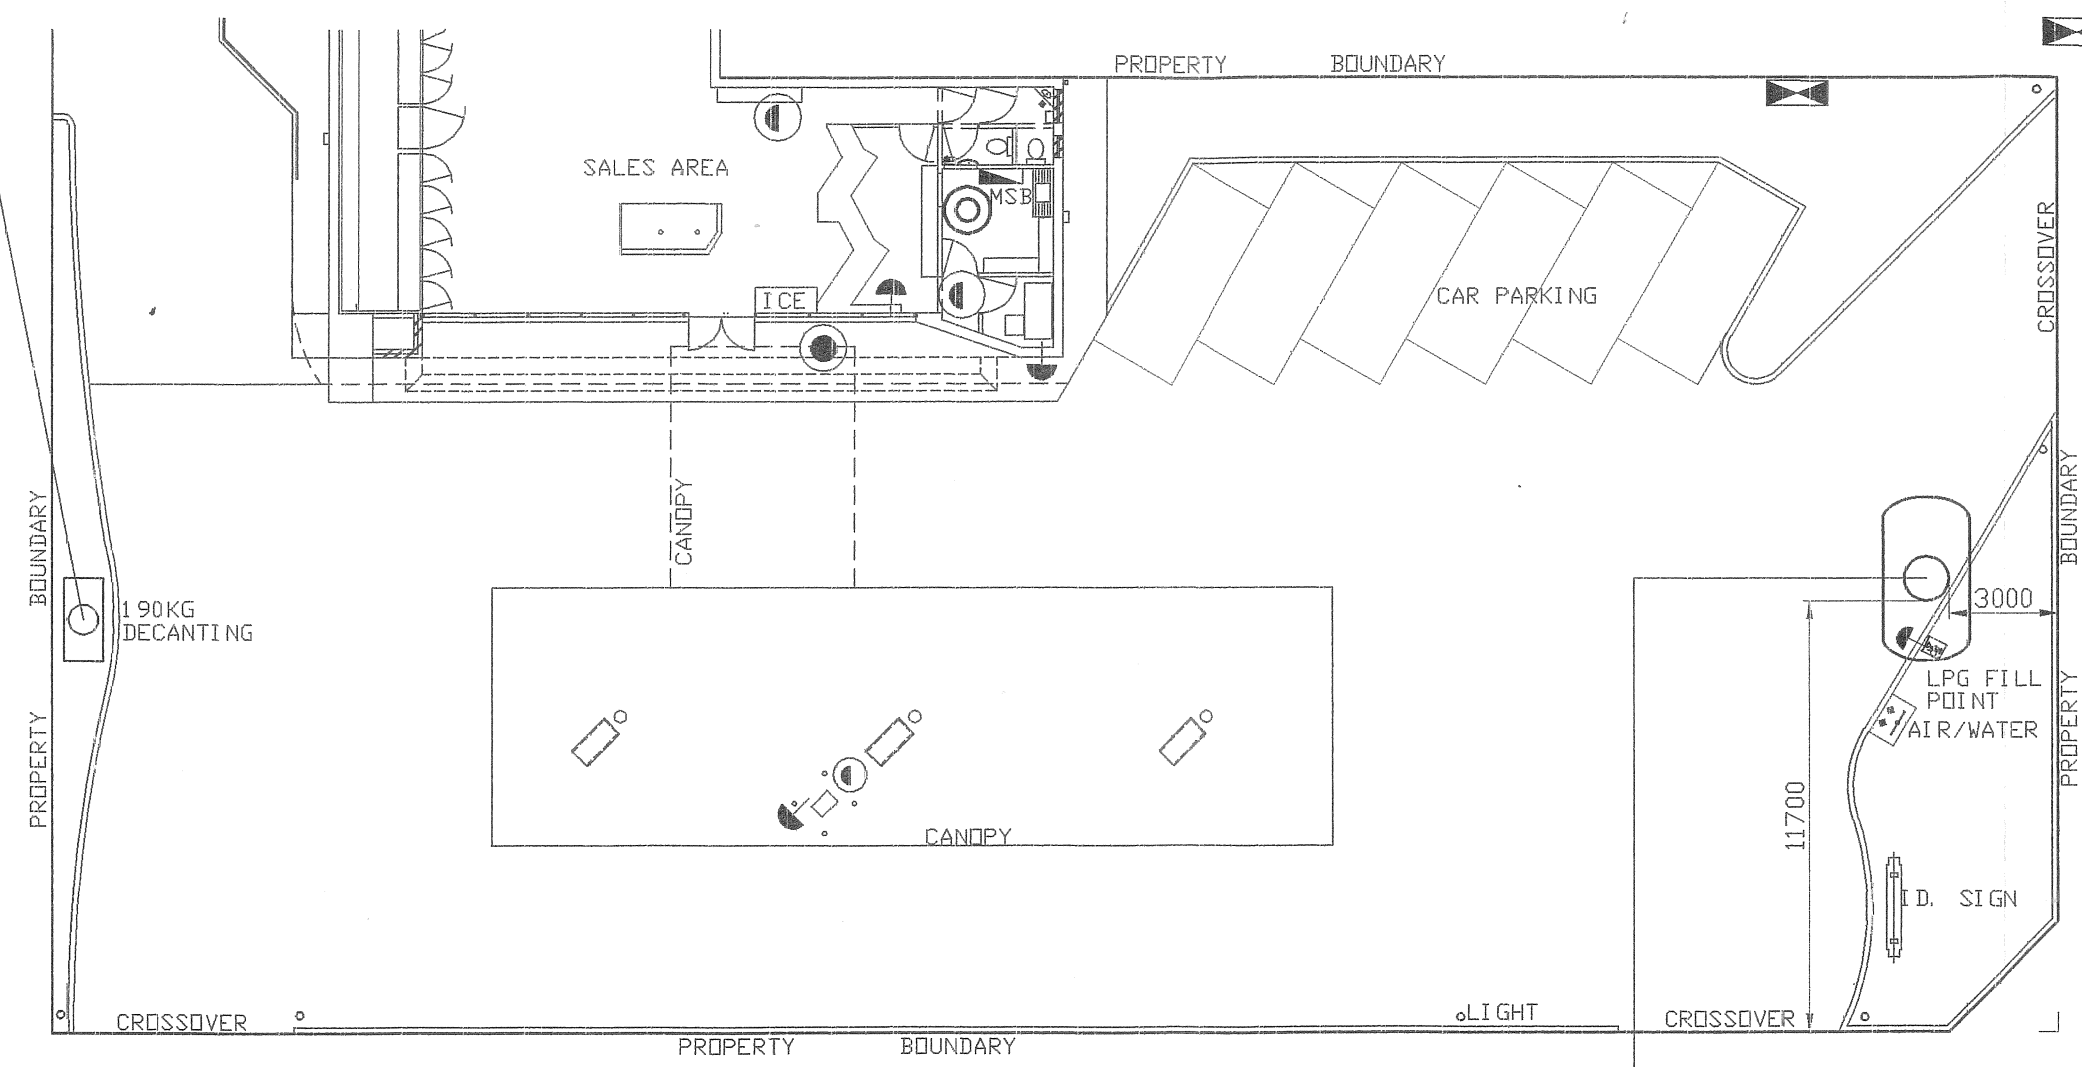 PROPERTY BOUNDARY
SALES AREA
MSB
ICE
CAR PARKING
CROSSOVER
CANOPY
BOUNDARY
PROPERTY
190KG
DECANTING
BOUNDARY
PROPERTY
3000
LPG FILL
POINT
AIR/WATER
11700
CANOPY
I.D. SIGN
CROSSOVER
LIGHT
CROSSOVER
PROPERTY BOUNDARY